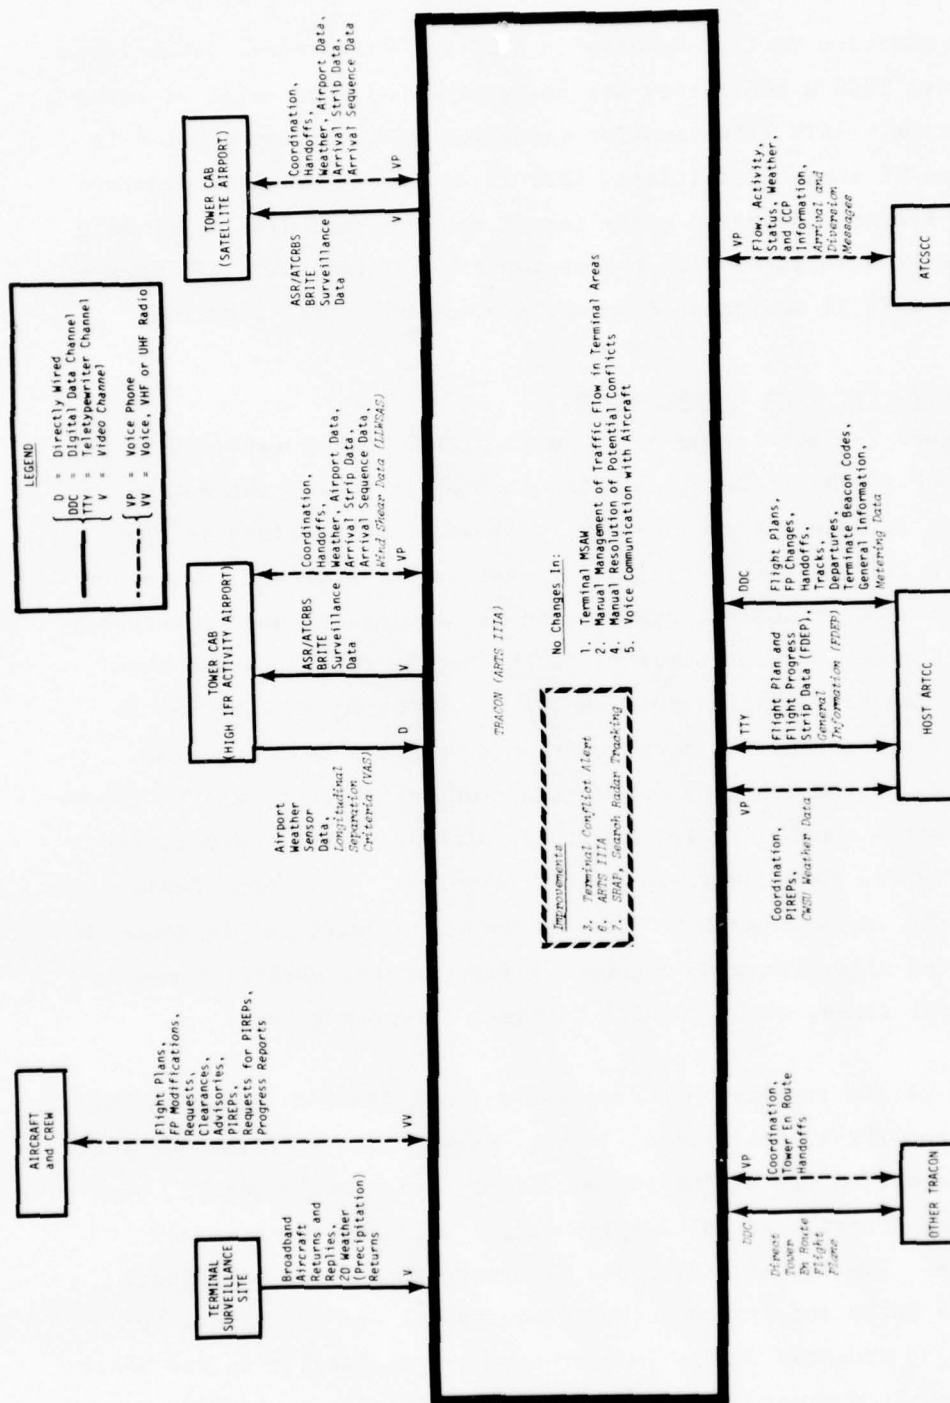 LEGEND
D = Directly Wired
DDC = DIgital Data Channel
TTY = Teletypewriter Channel
V = Video Channel
VP = Voice Phone
VV = Voice, VHF or UHF Radio
TERMINAL
SURVEILLANCE
SITE
Broadband
Aircraft
Returns and
Replies,
2D Weather
(Precipitation)
Returns
V
AIRCRAFT
and CREW
Flight Plans,
FP Modifications,
Requests,
Clearances,
Advisories,
PIREPs,
Requests for PIREPs,
Progress Reports
VV
TOWER CAB
(HIGH IFR ACTIVITY AIRPORT)
Airport
Weather
Sensor
Data,
Longitudinal
Separation
Criteria (VAS)
D
ASR/ATCRBS
BRITE
Surveillance
Data
V
Coordination,
Handoffs,
Weather, Airport Data,
Arrival Strip Data,
Arrival Sequence Data,
Wind Shear Data (LLWSAS)
VP
TOWER CAB
(SATELLITE AIRPORT)
ASR/ATCRBS
BRITE
Surveillance
Data
V
Coordination,
Handoffs,
Weather, Airport Data,
Arrival Strip Data,
Arrival Sequence Data
VP
TRACON (ARTS IIIA)
Improvements
3. Terminal Conflict Alert
6. ARTS IIIA
7. SRAP, Search Radar Tracking
No Changes In:
1. Terminal MSAW
2. Manual Management of Traffic Flow in Terminal Areas
4. Manual Resolution of Potential Conflicts
5. Voice Communication with Aircraft
DDC
Direct
Tower
En Route
Flight
Plans
VP
Coordination,
Tower En Route
Handoffs
OTHER TRACON
VP
Coordination,
PIREPs,
CWSU Weather Data
TTY
Flight Plan and
Flight Progress
Strip Data (FDEP),
General
Information (FDEP)
DDC
Flight Plans,
FP Changes,
Handoffs,
Tracks,
Departures,
Terminate Beacon Codes,
General Information,
Metering Data
HOST ARTCC
VP
Flow, Activity,
Status, Weather,
and CCP
Information,
Arrival and
Diversion
Messages
ATCSCC